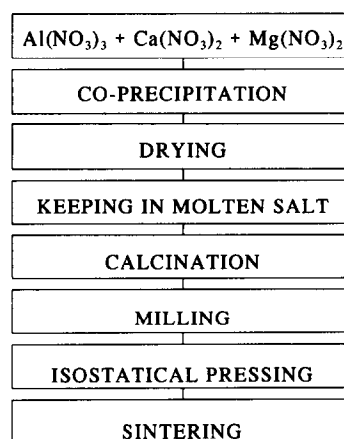 Al(NO₃)₃ + Ca(NO₃)₂ + Mg(NO₃)₂
CO-PRECIPITATION
DRYING
KEEPING IN MOLTEN SALT
CALCINATION
MILLING
ISOSTATICAL PRESSING
SINTERING